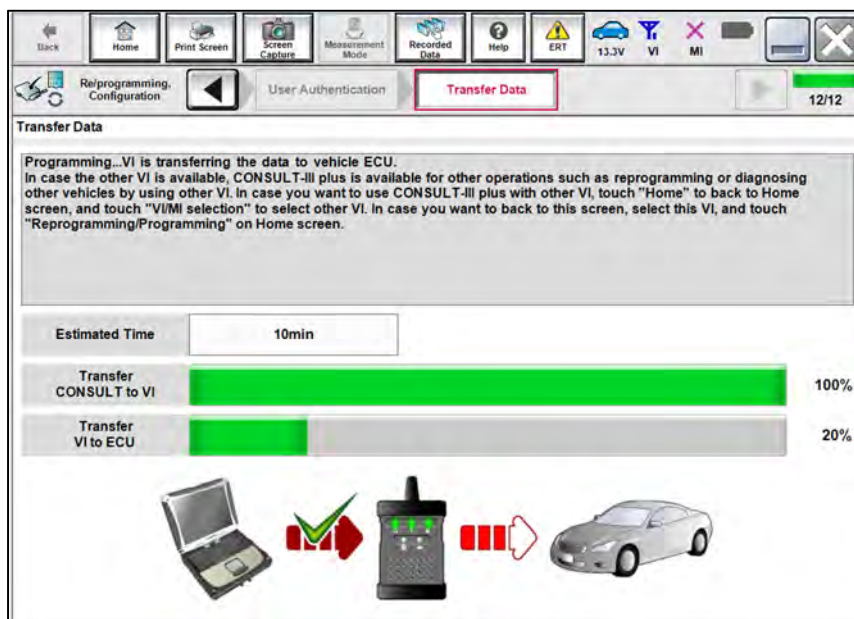 Back
Home
Print Screen
Screen
Capture
Measurement
Mode
Recorded
Data
Help
ERT
13.3V
VI
MI
Re/programming,
Configuration
User Authentication
Transfer Data
12/12
Transfer Data
Programming...VI is transferring the data to vehicle ECU.
In case the other VI is available, CONSULT-III plus is available for other operations such as reprogramming or diagnosing
other vehicles by using other VI. In case you want to use CONSULT-III plus with other VI, touch "Home" to back to Home
screen, and touch "VI/MI selection" to select other VI. In case you want to back to this screen, select this VI, and touch
"Reprogramming/Programming" on Home screen.
Estimated Time
10min
Transfer
CONSULT to VI
100%
Transfer
VI to ECU
20%